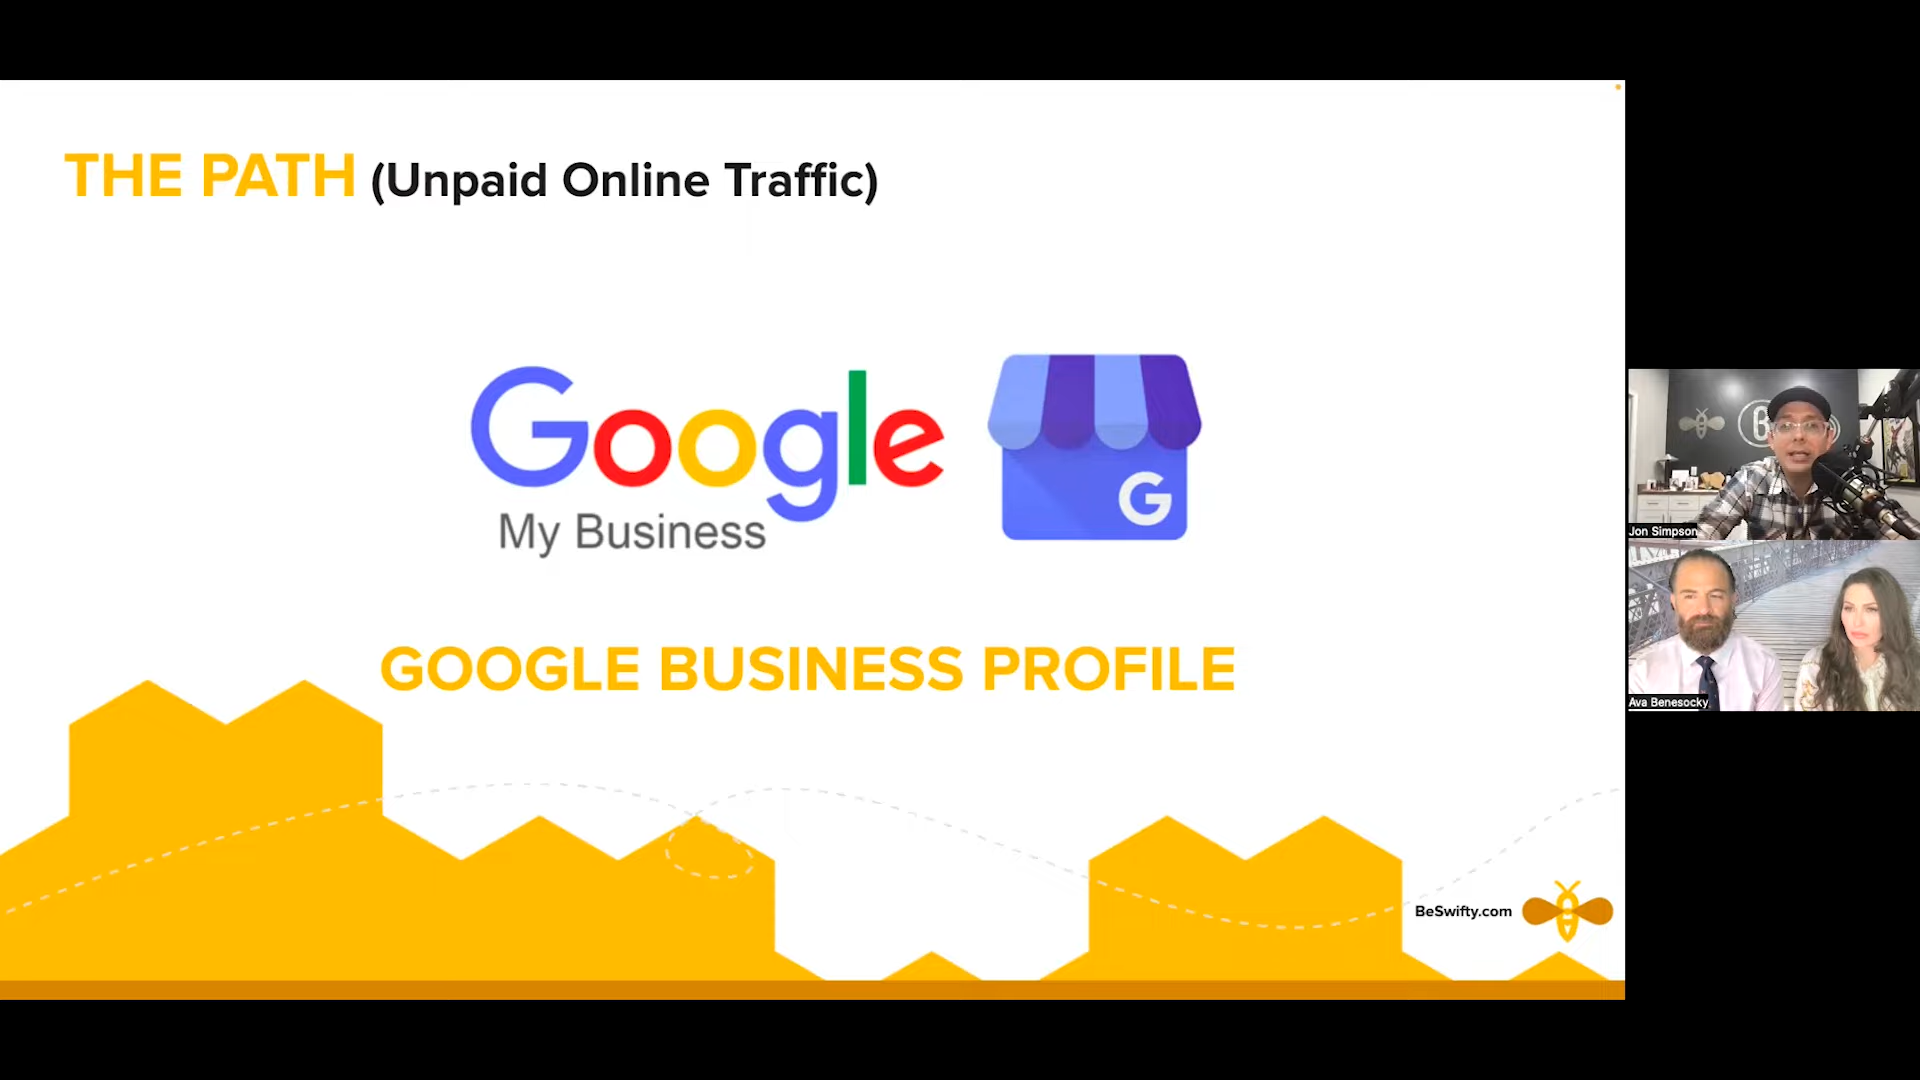 THE PATH (Unpaid Online Traffic)
Google
My Business
G
GOOGLE BUSINESS PROFILE
BeSwifty.com
Jon Simpson
Ava Benesocky